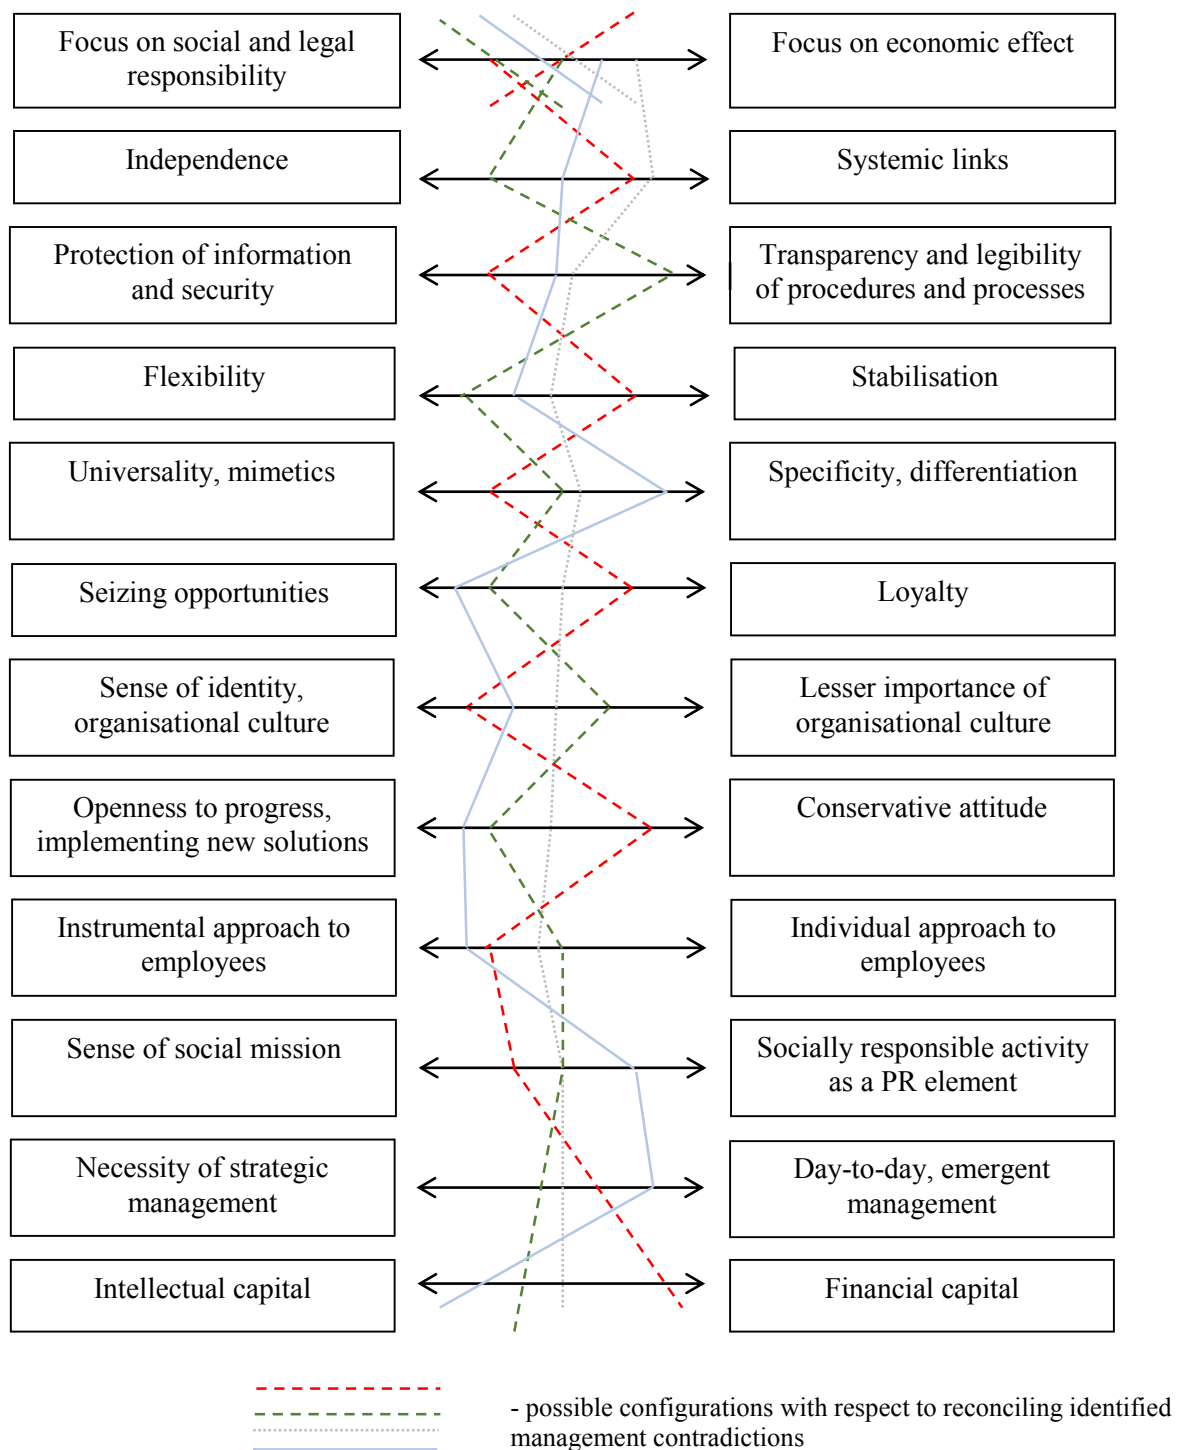 Focus on social and legal
responsibility
Focus on economic effect
Independence
Systemic links
Protection of information
and security
Transparency and legibility
of procedures and processes
Flexibility
Stabilisation
Universality, mimetics
Specificity, differentiation
Seizing opportunities
Loyalty
Sense of identity,
organisational culture
Lesser importance of
organisational culture
Openness to progress,
implementing new solutions
Conservative attitude
Instrumental approach to
employees
Individual approach to
employees
Sense of social mission
Socially responsible activity
as a PR element
Necessity of strategic
management
Day-to-day, emergent
management
Intellectual capital
Financial capital
- possible configurations with respect to reconciling identified
management contradictions